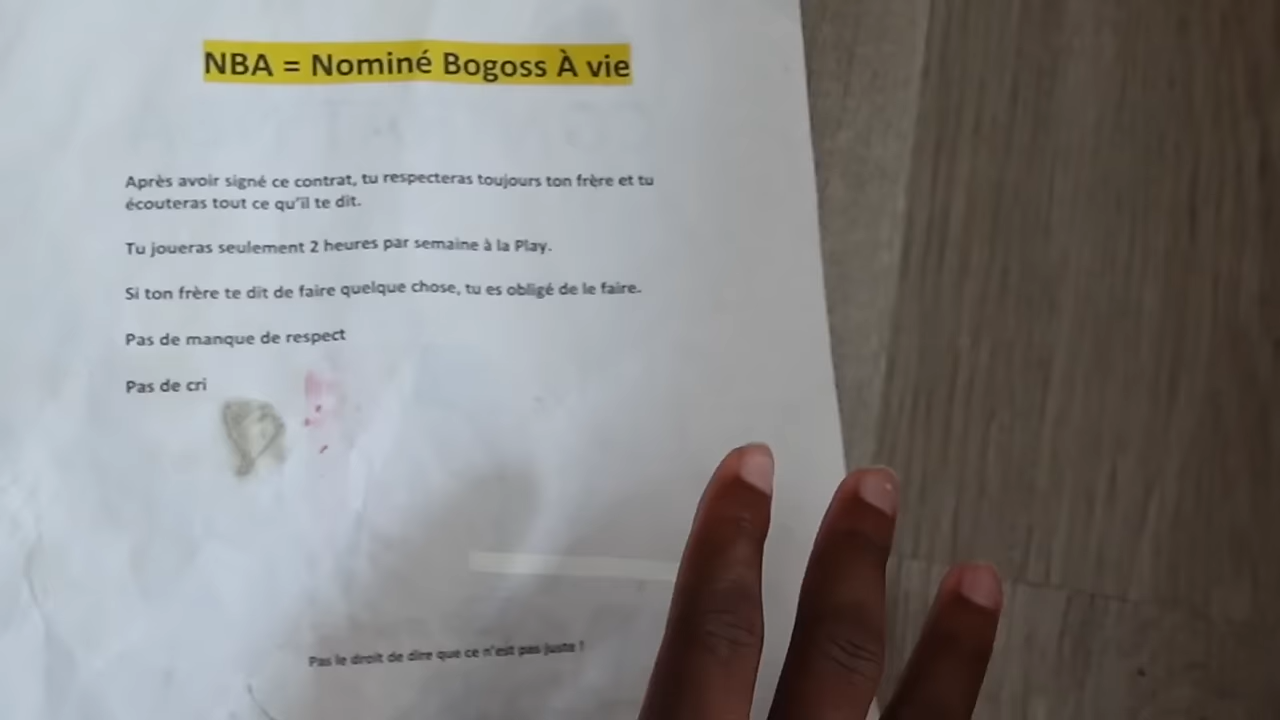 NBA = Nominé Bogoss À vie
Après avoir signé ce contrat, tu respecteras toujours ton frère et tu
écouteras tout ce qu'il te dit.
Tu joueras seulement 2 heures par semaine à la Play.
Si ton frère te dit de faire quelque chose, tu es obligé de le faire.
Pas de manque de respect
Pas de cri
Pas le droit de dire que ce n'est pas juste !